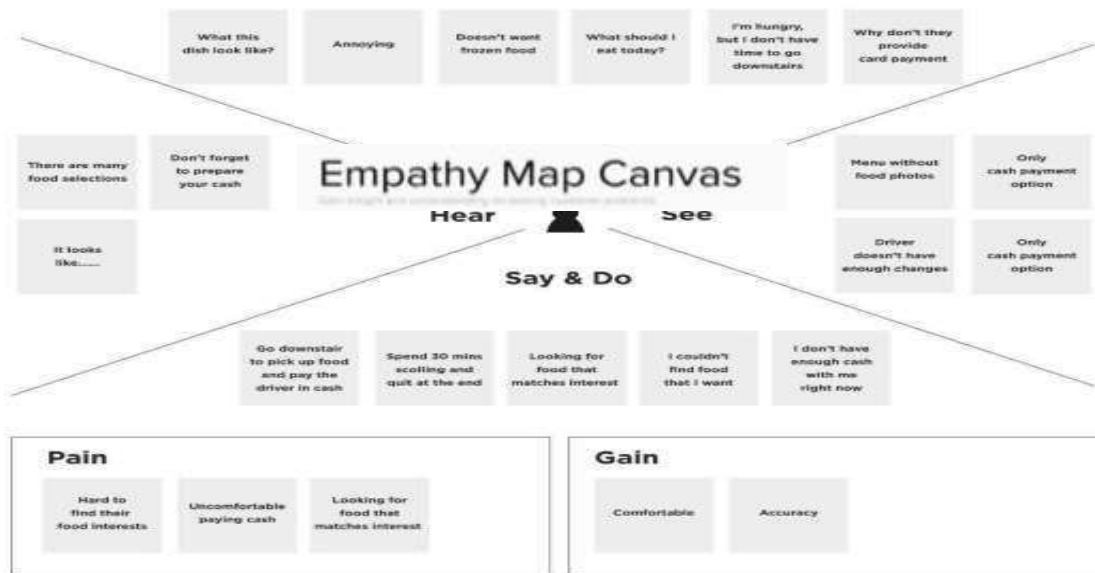 What this
dish look like?
Annoying
Doesn't want
frozen food
What should I
eat today?
I'm hungry,
but I don't have
time to go
downstairs
Why don't they
provide
card payment
There are many
food selections
Don't forget
to prepare
your cash
It looks
like......
Empathy Map Canvas
Hear
See
Menu without
food photos
Only
cash payment
option
Driver
doesn't have
enough changes
Only
cash payment
option
Say & Do
Go downstair
to pick up food
and pay the
driver in cash
Spend 30 mins
scolling and
quit at the end
Looking for
food that
matches interest
I couldn't
find food
that I want
I don't have
enough cash
with me
right now
Pain
Hard to
find their
food interests
Uncomfortable
paying cash
Looking for
food that
matches interest
Gain
Comfortable
Accuracy